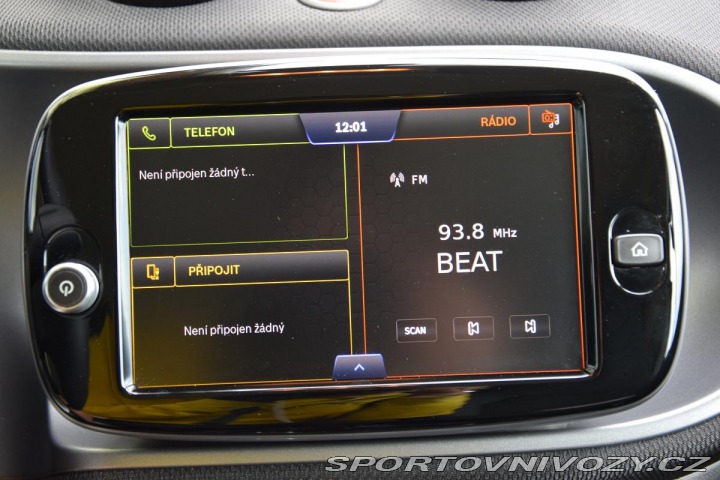 TELEFON
12:01
RÁDIO
Není připojen žádný t...
FM
93.8 MHz
BEAT
PŘIPOJIT
Není připojen žádný
SCAN
SPORTOVNIVOZY.CZ